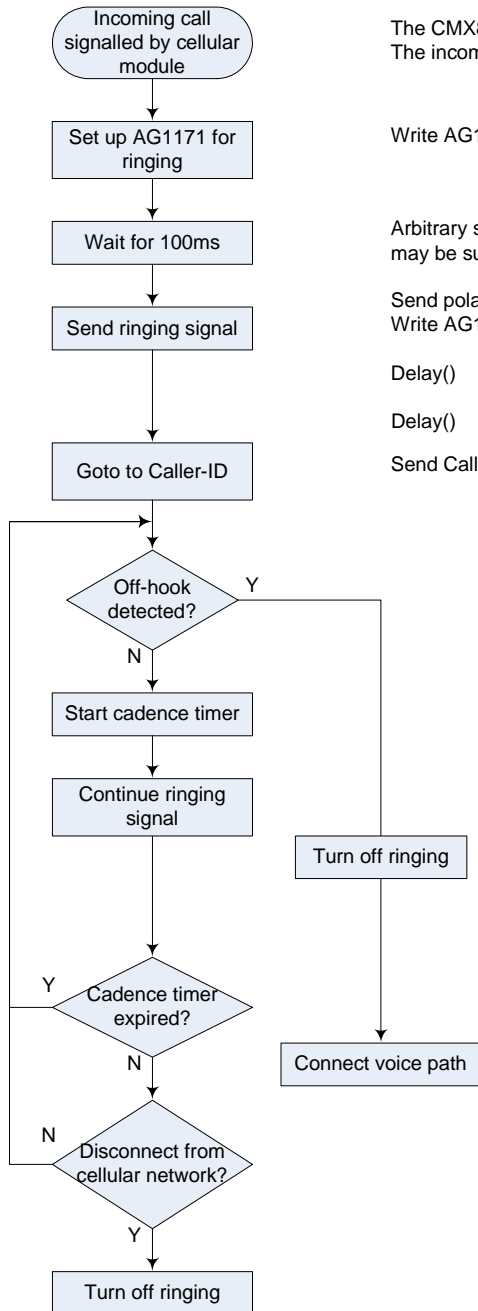 Incoming call
signalled by cellular
module
The CMX8
The incom
Set up AG1171 for
ringing
Write AG1
Wait for 100ms
Arbitrary s
may be su
Send ringing signal
Send pola
Write AG1
Delay()
Delay()
Goto to Caller-ID
Send Call
Off-hook
detected?
Y
N
Start cadence timer
Continue ringing
signal
Turn off ringing
Y
Cadence timer
expired?
N
Connect voice path
N
Disconnect from
cellular network?
Y
Turn off ringing